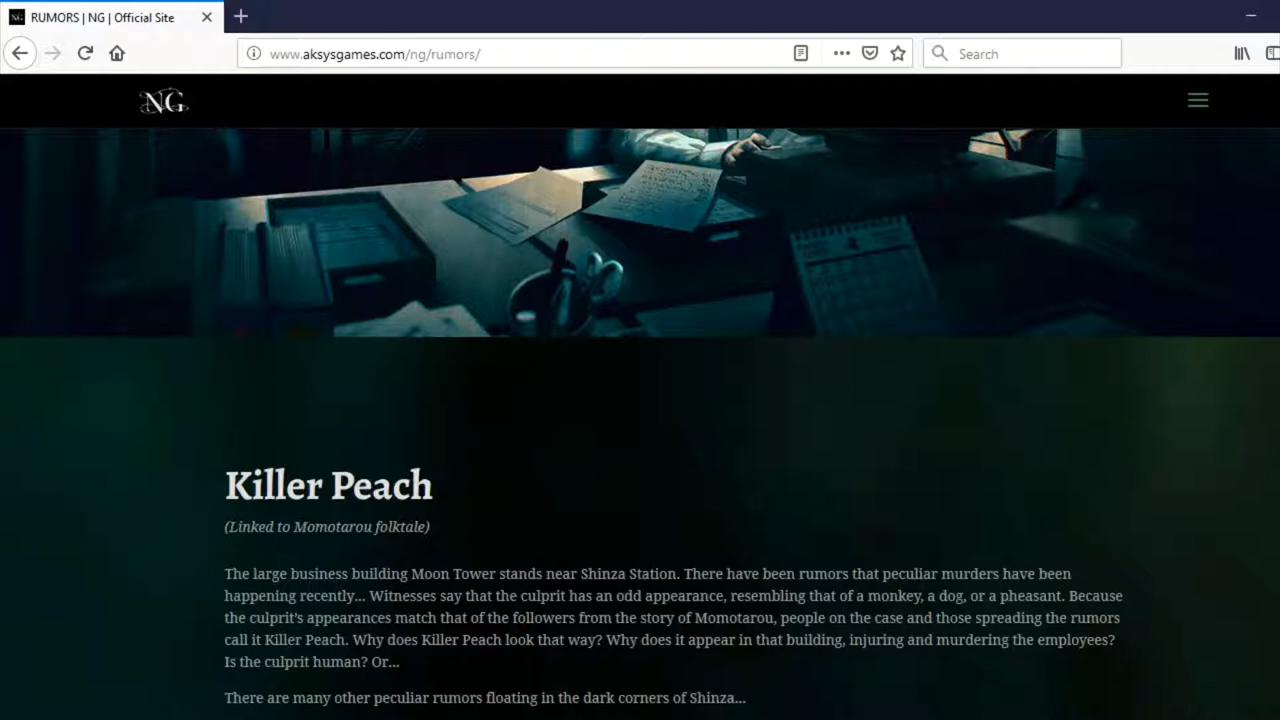 RUMORS | NG | Official Site
www.aksysgames.com/ng/rumors/
Search
NG
Killer Peach
(Linked to Momotarou folktale)
The large business building Moon Tower stands near Shinza Station. There have been rumors that peculiar murders have been
happening recently... Witnesses say that the culprit has an odd appearance, resembling that of a monkey, a dog, or a pheasant. Because
the culprit's appearances match that of the followers from the story of Momotarou, people on the case and those spreading the rumors
call it Killer Peach. Why does Killer Peach look that way? Why does it appear in that building, injuring and murdering the employees?
Is the culprit human? Or...
There are many other peculiar rumors floating in the dark corners of Shinza...